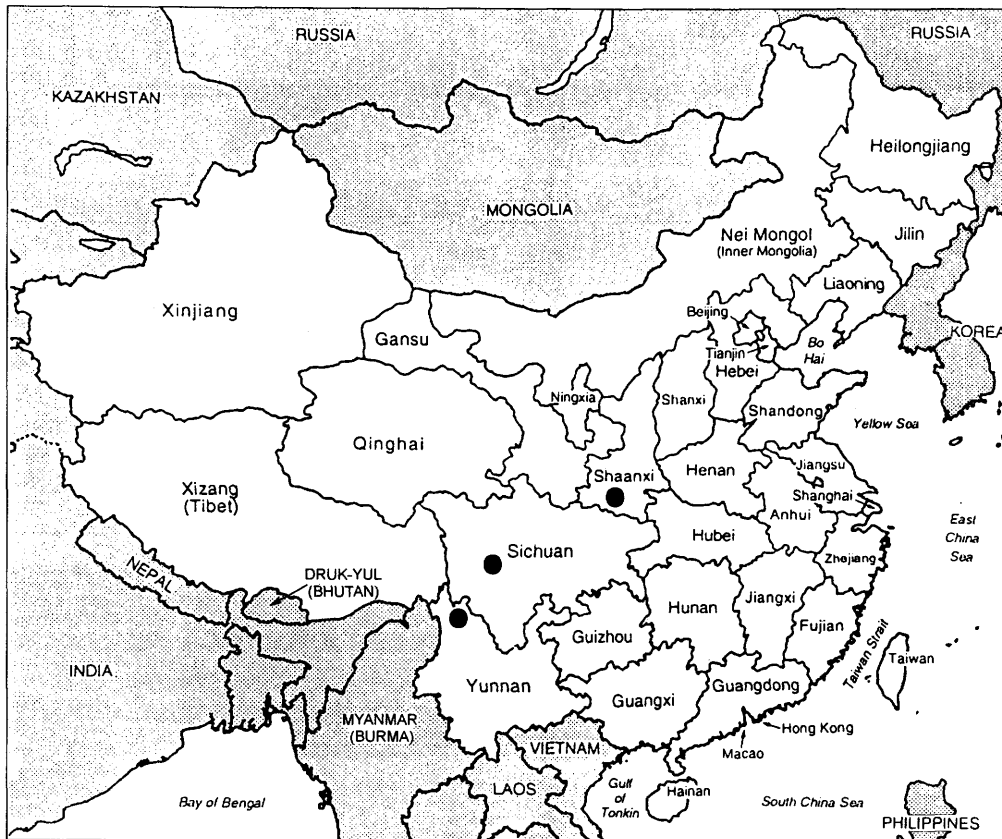 RUSSIA
RUSSIA
KAZAKHSTAN
MONGOLIA
Heilongjiang
Nei Mongol
(Inner Mongolia)
Jilin
Liaoning
Xinjiang
Gansu
Beijing
Tianjin
Hebei
Bo
Hai
KOREA
Ningxia
Shanxi
Shandong
Yellow Sea
Qinghai
Shaanxi
Henan
Jiangsu
Shanghai
Anhui
Xizang
(Tibet)
Sichuan
Hubei
Zhejiang
East
China
Sea
NEPAL
DRUK-YUL
(BHUTAN)
Hunan
Jiangxi
Fujian
Guizhou
Taiwan Strait
Taiwan
INDIA
Yunnan
Guangxi
Guangdong
Hong Kong
Macao
MYANMAR
(BURMA)
VIETNAM
LAOS
Gulf
of
Tonkin
Hainan
Bay of Bengal
South China Sea
PHILIPPINES